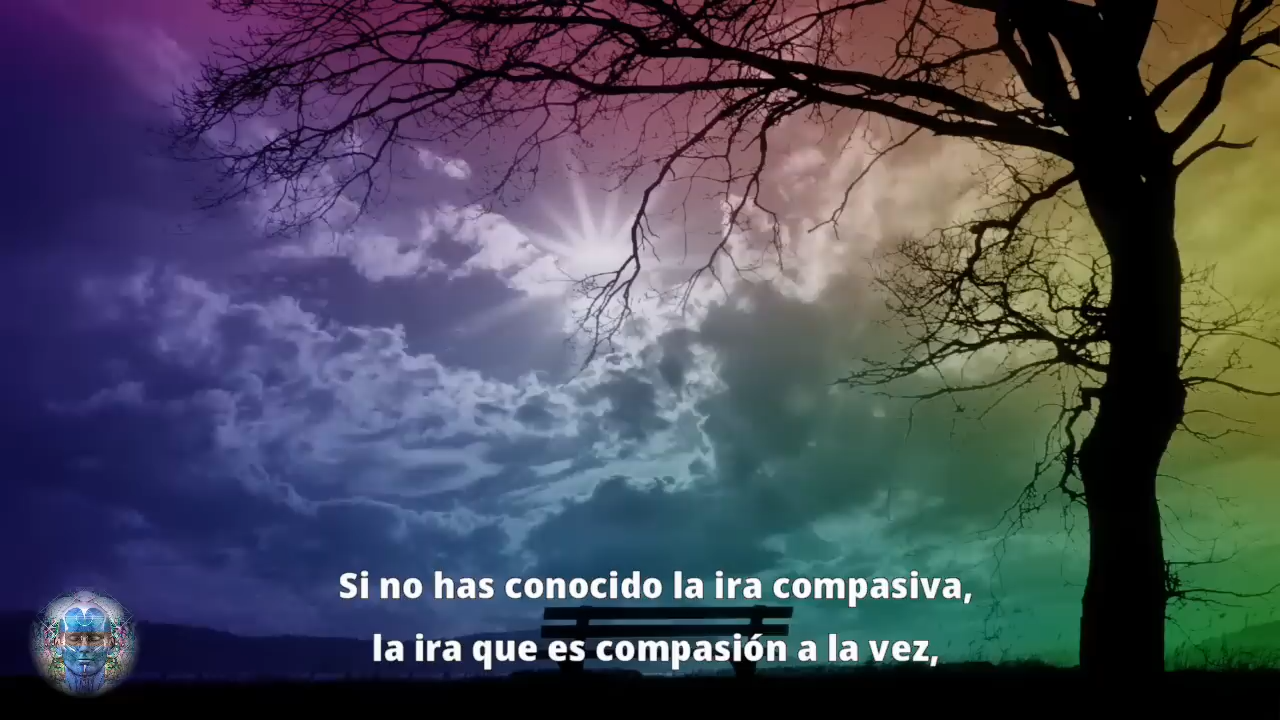 Si no has conocido la ira compasiva,
la ira que es compasión a la vez,